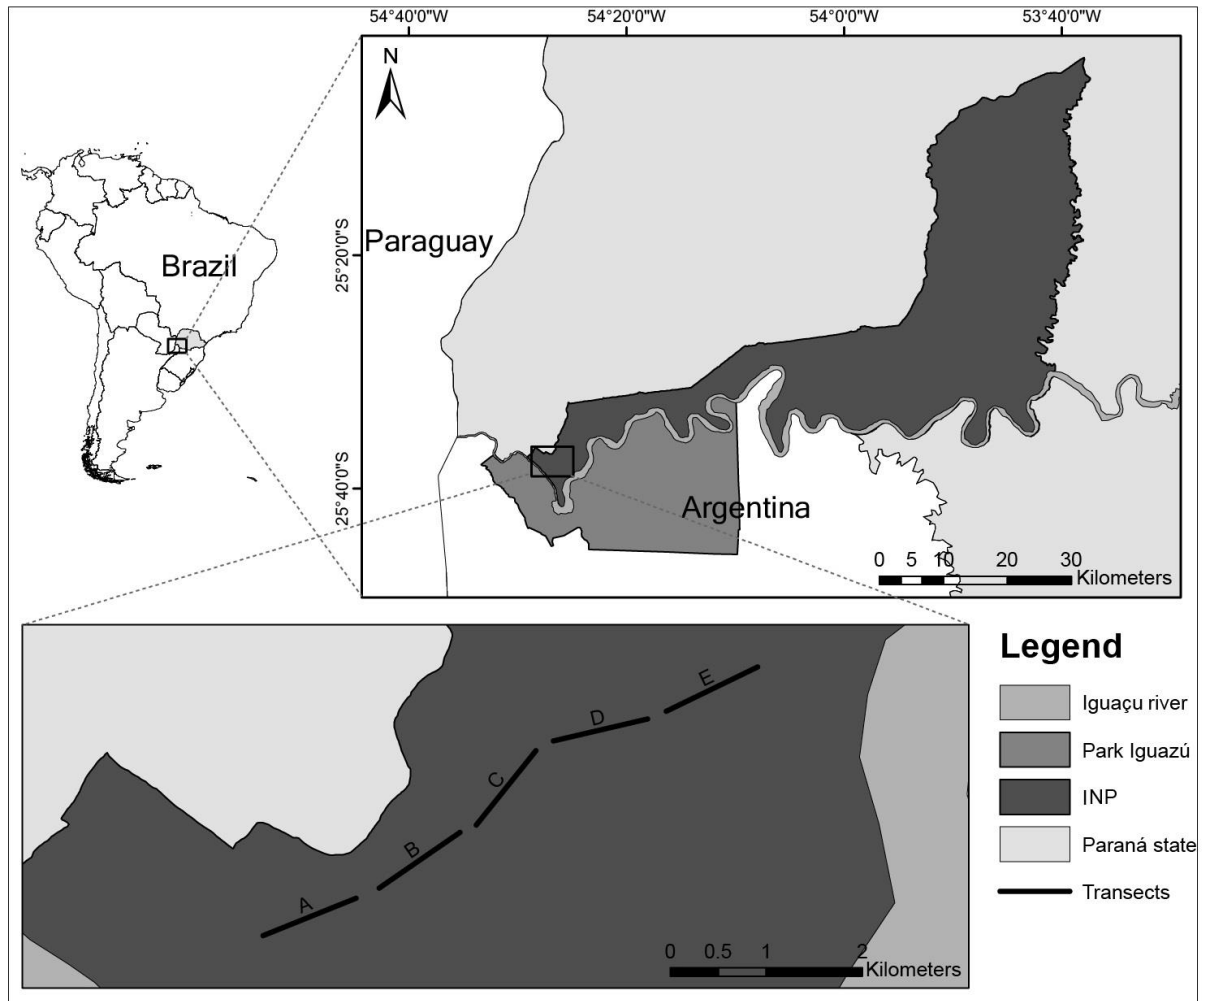 54°40'0"W 54°20'0"W 54°0'0"W 53°40'0"W
N
25°20'0"S
Paraguay
Brazil
25°40'0"S
Argentina
0 5 10 20 30
Kilometers
Legend
Iguaçu river
Park Iguazú
INP
Paraná state
Transects
E
D
C
B
A
0 0.5 1 2
Kilometers